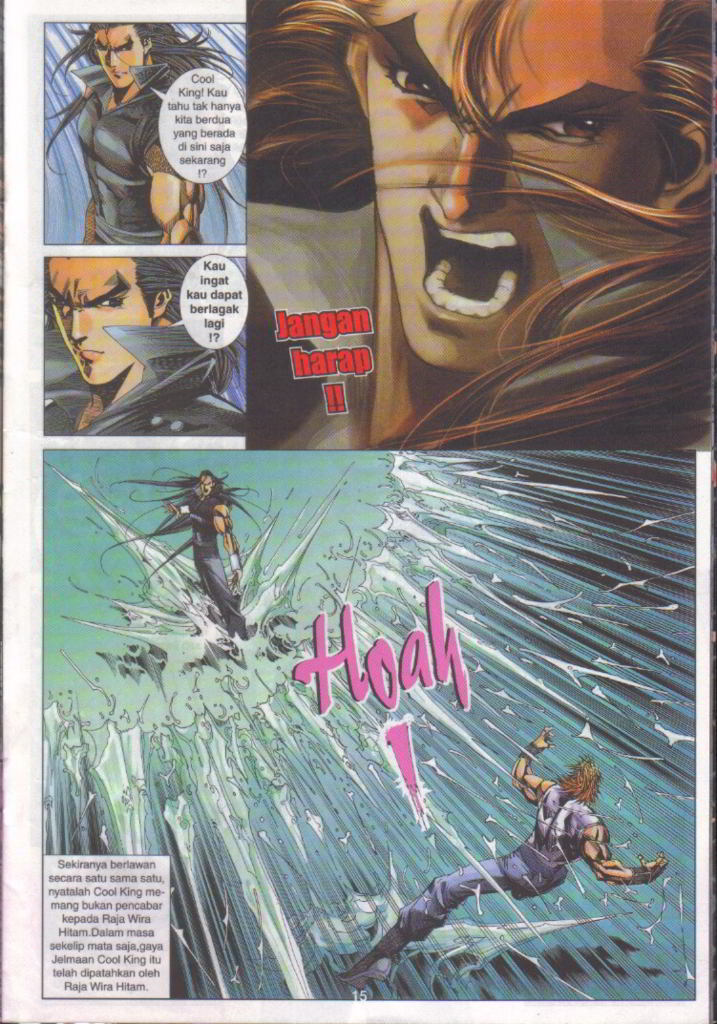 Cool
King! Kau
tahu tak hanya
kita berdua
yang berada
di sini saja
sekarang
!?
Kau
ingat
kau dapat
berlagak
lagi
!?
Jangan
harap
!!
Hoah
!
Sekiranya berlawan
secara satu sama satu,
nyatalah Cool King me-
mang bukan pencabar
kepada Raja Wira
Hitam.Dalam masa
sekelip mata saja,gaya
Jelmaan Cool King itu
telah dipatahkan oleh
Raja Wira Hitam.
15